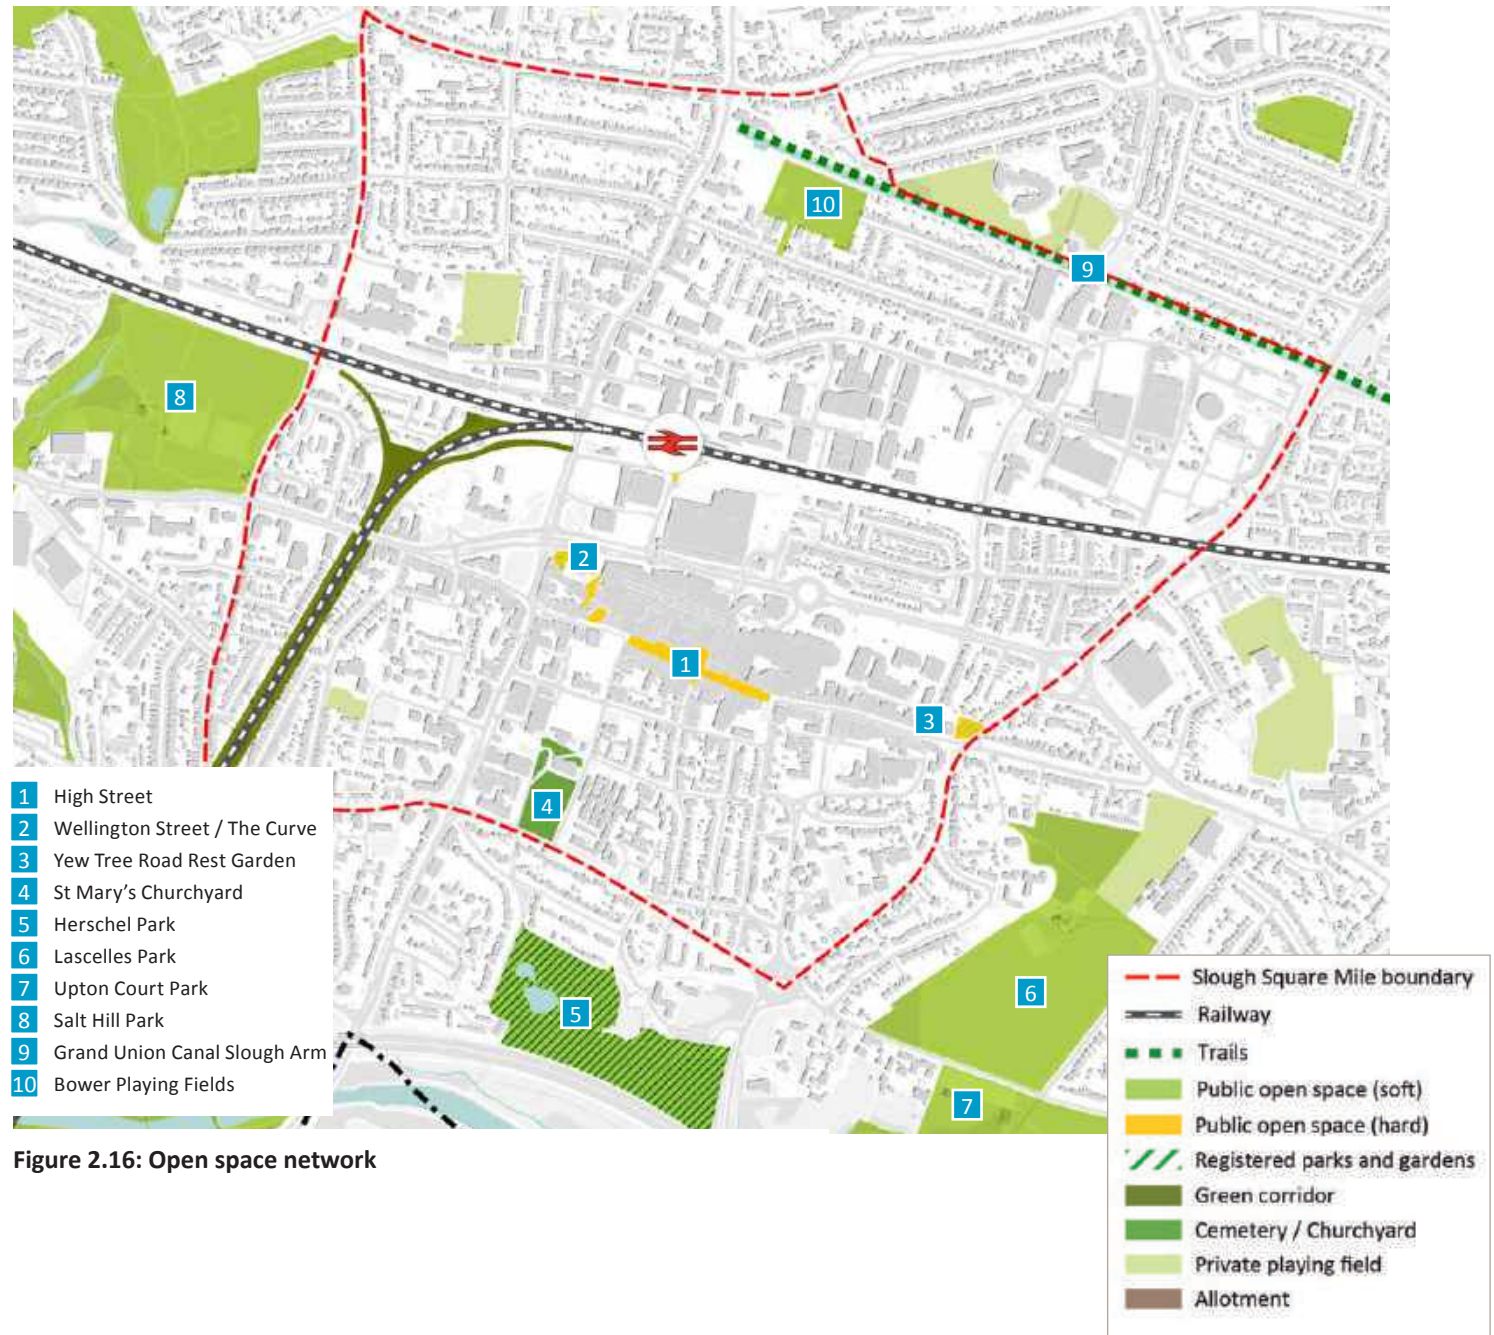 10
9
8
2
1
3
4
5
6
7
1 High Street
2 Wellington Street / The Curve
3 Yew Tree Road Rest Garden
4 St Mary’s Churchyard
5 Herschel Park
6 Lascelles Park
7 Upton Court Park
8 Salt Hill Park
9 Grand Union Canal Slough Arm
10 Bower Playing Fields
Slough Square Mile boundary
Railway
Trails
Public open space (soft)
Public open space (hard)
Registered parks and gardens
Green corridor
Cemetery / Churchyard
Private playing field
Allotment
Figure 2.16: Open space network